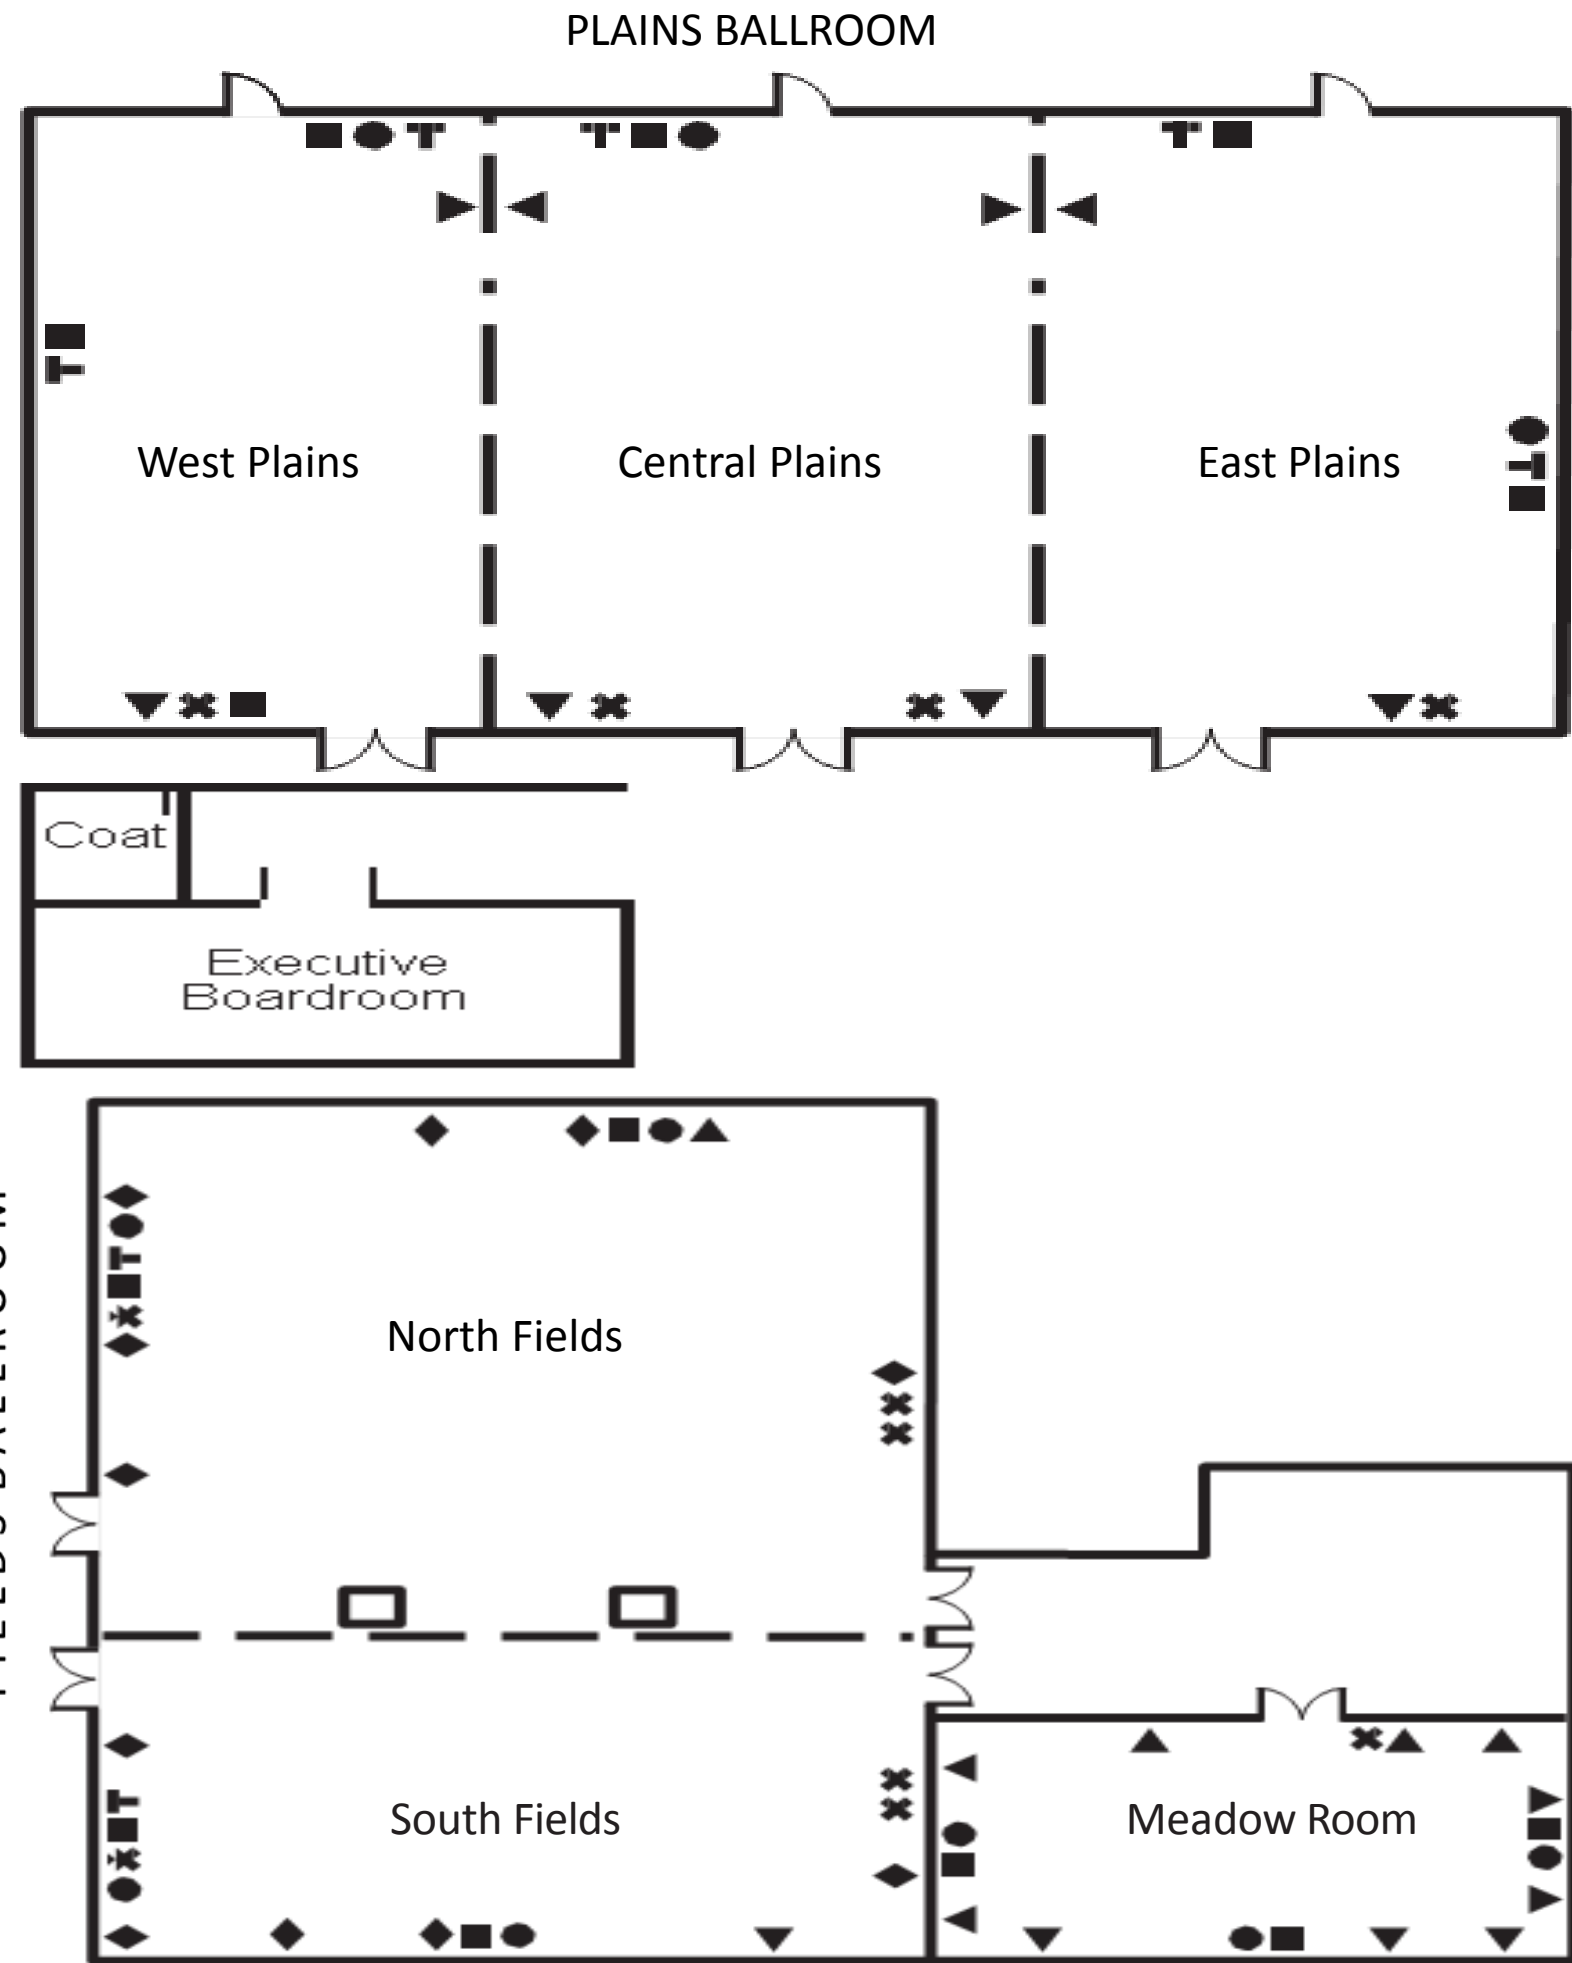 PLAINS BALLROOM
West Plains
Central Plains
East Plains
Coat
Executive
Boardroom
North Fields
South Fields
Meadow Room